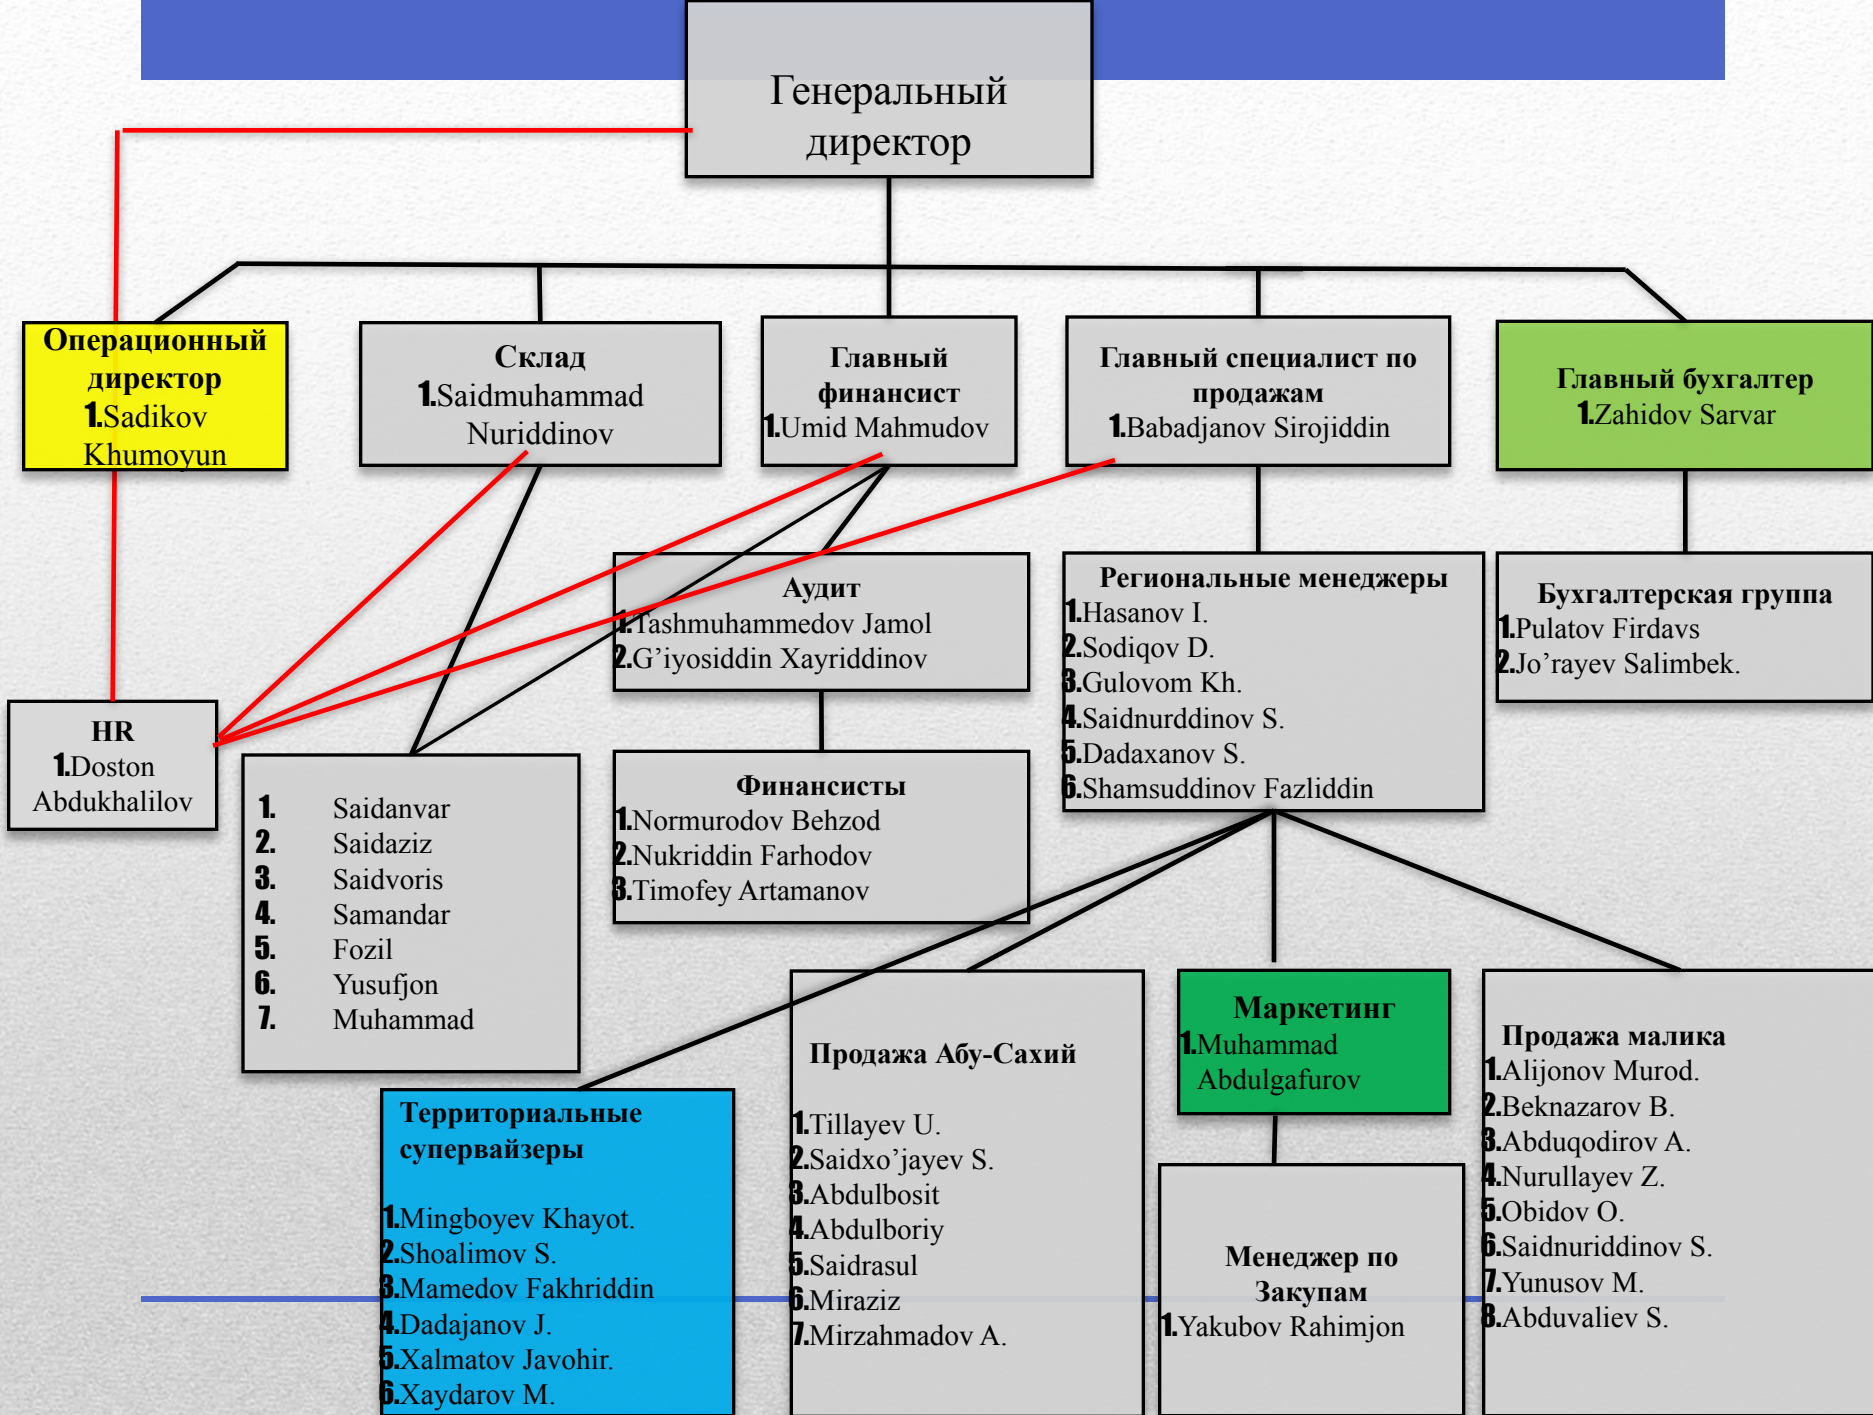 Генеральный
директор
Операционный
директор
1.Sadikov
Khumoyun
Склад
1.Saidmuhammad
Nuriddinov
Главный
финансист
1.Umid Mahmudov
Главный специалист по
продажам
1.Babadjanov Sirojiddin
Главный бухгалтер
1.Zahidov Sarvar
Аудит
1.Tashmuhammedov Jamol
2.G’iyosiddin Xayriddinov
Региональные менеджеры
1.Hasanov I.
2.Sodiqov D.
3.Gulovom Kh.
4.Saidnurddinov S.
5.Dadaxanov S.
6.Shamsuddinov Fazliddin
Бухгалтерская группа
1.Pulatov Firdavs
2.Jo’rayev Salimbek.
HR
1.Doston
Abdukhalilov
1. Saidanvar
2. Saidaziz
3. Saidvoris
4. Samandar
5. Fozil
6. Yusufjon
7. Muhammad
Финансисты
1.Normurodov Behzod
2.Nukriddin Farhodov
3.Timofey Artamanov
Территориальные
супервайзеры
1.Mingboyev Khayot.
2.Shoalimov S.
3.Mamedov Fakhriddin
4.Dadajanov J.
5.Xalmatov Javohir.
6.Xaydarov M.
Продажа Абу-Сахий
1.Tillayev U.
2.Saidxo’jayev S.
3.Abdulbosit
4.Abdulboriy
5.Saidrasul
6.Miraziz
7.Mirzahmadov A.
Маркетинг
1.Muhammad
Abdulgafurov
Менеджер по
Закупам
1.Yakubov Rahimjon
Продажа малика
1.Alijonov Murod.
2.Beknazarov B.
3.Abduqodirov A.
4.Nurullayev Z.
5.Obidov O.
6.Saidnuriddinov S.
7.Yunusov M.
8.Abduvaliev S.